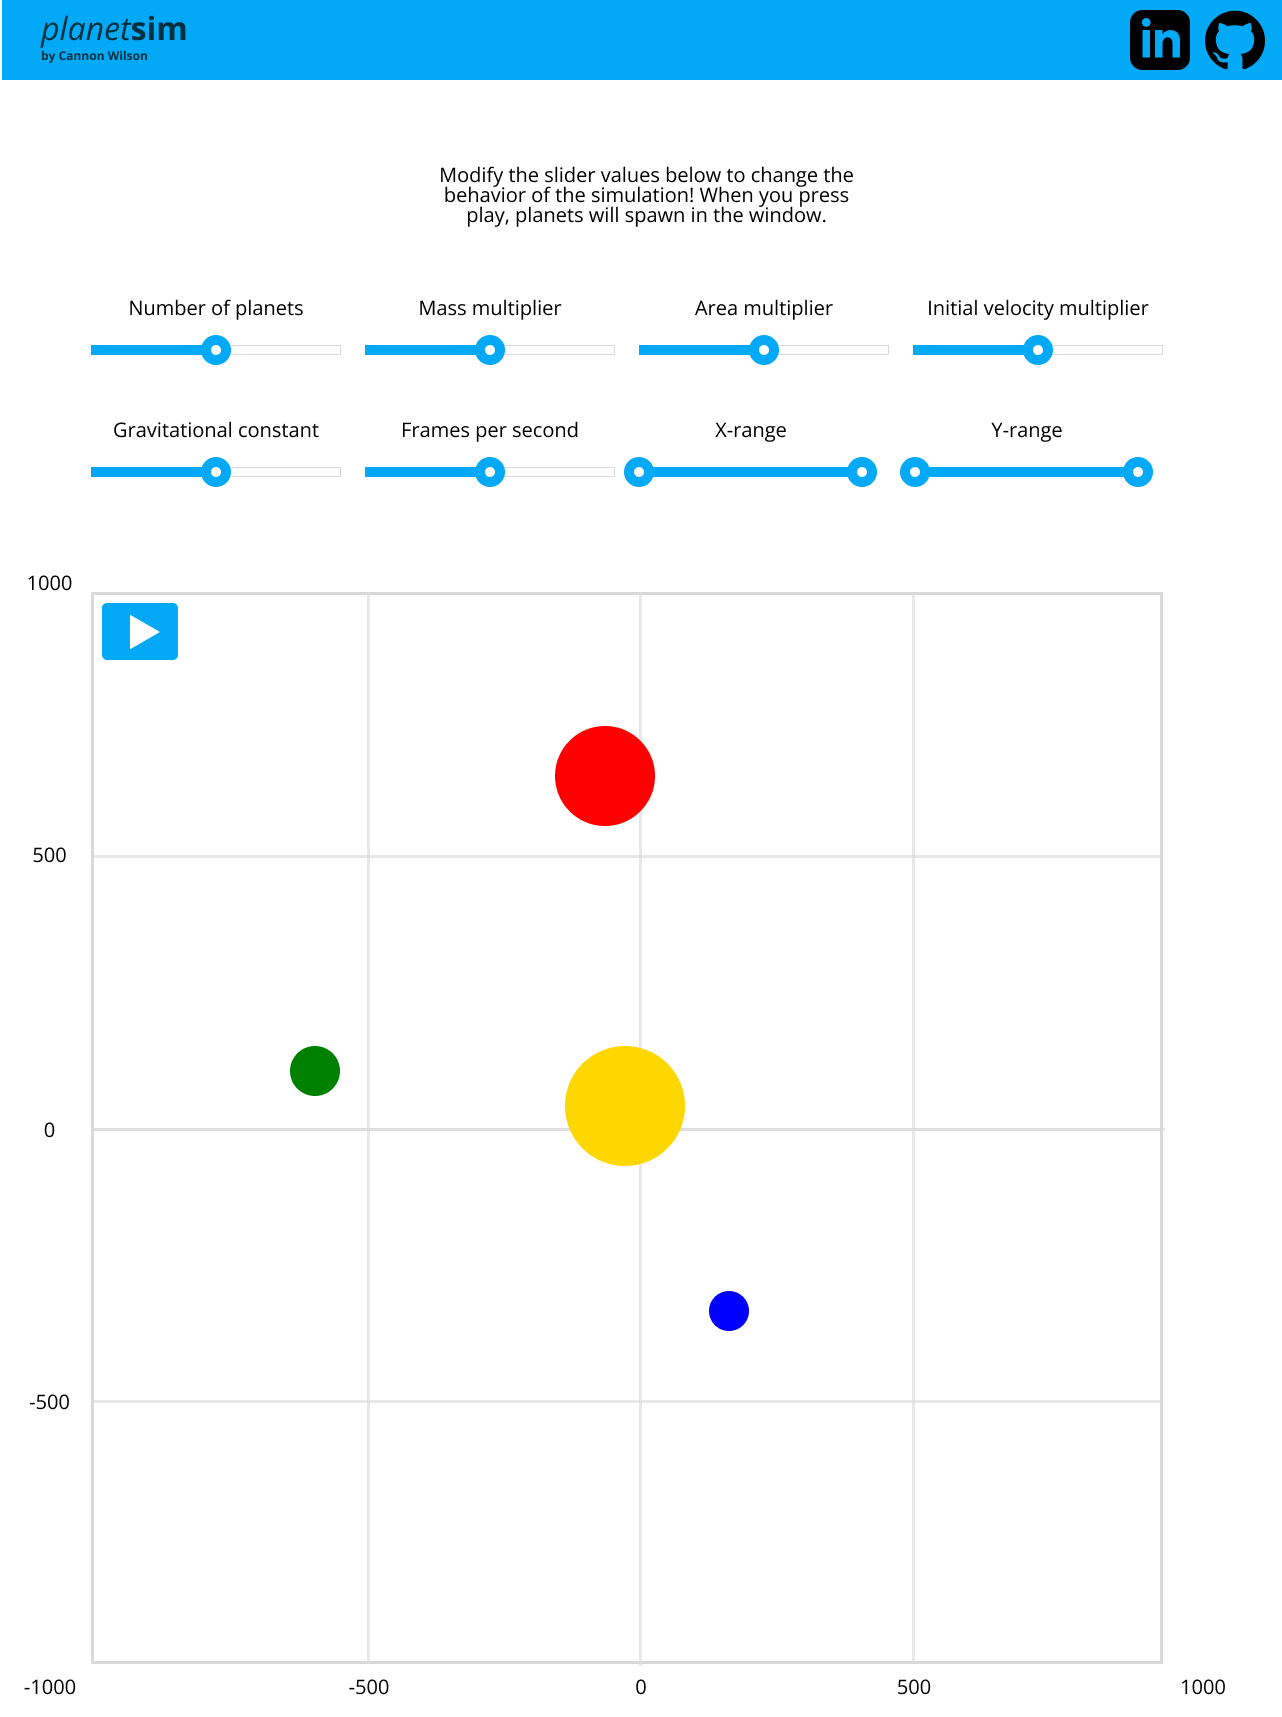 planetsim
by Cannon Wilson
in
Modify the slider values below to change the
behavior of the simulation! When you press
play, planets will spawn in the window.
Number of planets
Mass multiplier
Area multiplier
Initial velocity multiplier
Gravitational constant
Frames per second
X-range
Y-range
1000
500
0
-500
-1000
-500
0
500
1000